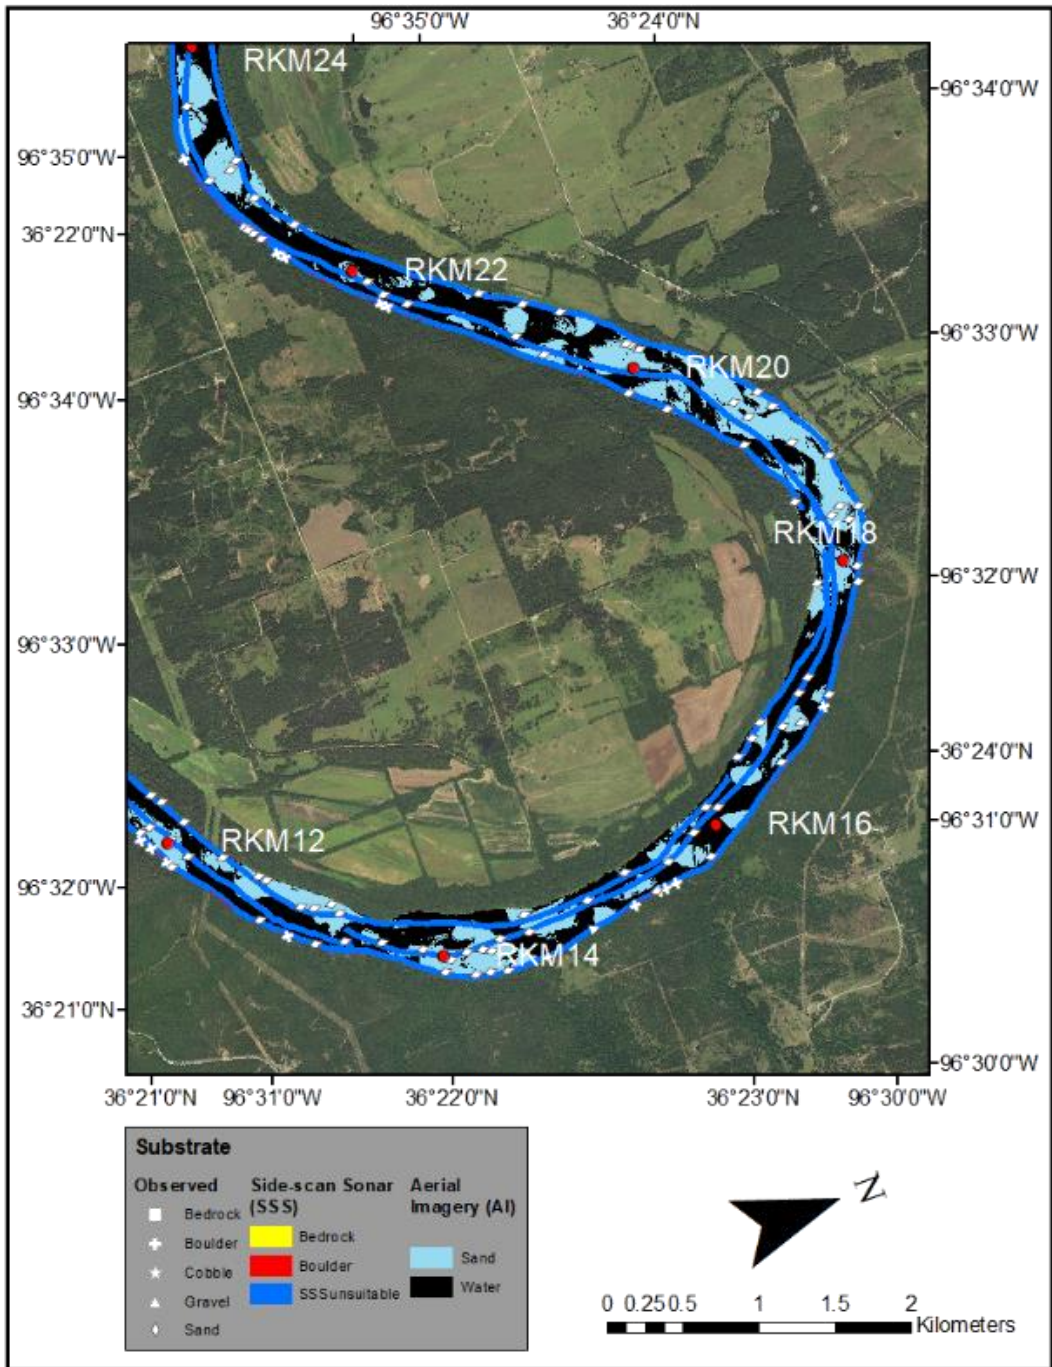 96°35'0"W
36°24'0"N
RKM24
96°34'0"W
96°35'0"W
36°22'0"N
RKM22
96°33'0"W
RKM20
96°34'0"W
RKM18
96°32'0"W
96°33'0"W
36°24'0"N
RKM16
96°31'0"W
RKM12
96°32'0"W
RKM14
36°21'0"N
96°30'0"W
36°21'0"N
96°31'0"W
36°22'0"N
36°23'0"N
96°30'0"W
Substrate
Observed
Bedrock
Boulder
Cobble
Gravel
Sand
Side-scan Sonar
(SSS)
Bedrock
Boulder
SSSunsuitable
Aerial
Imagery (AI)
Sand
Water
N
0 0.25 0.5 1 1.5 2
Kilometers